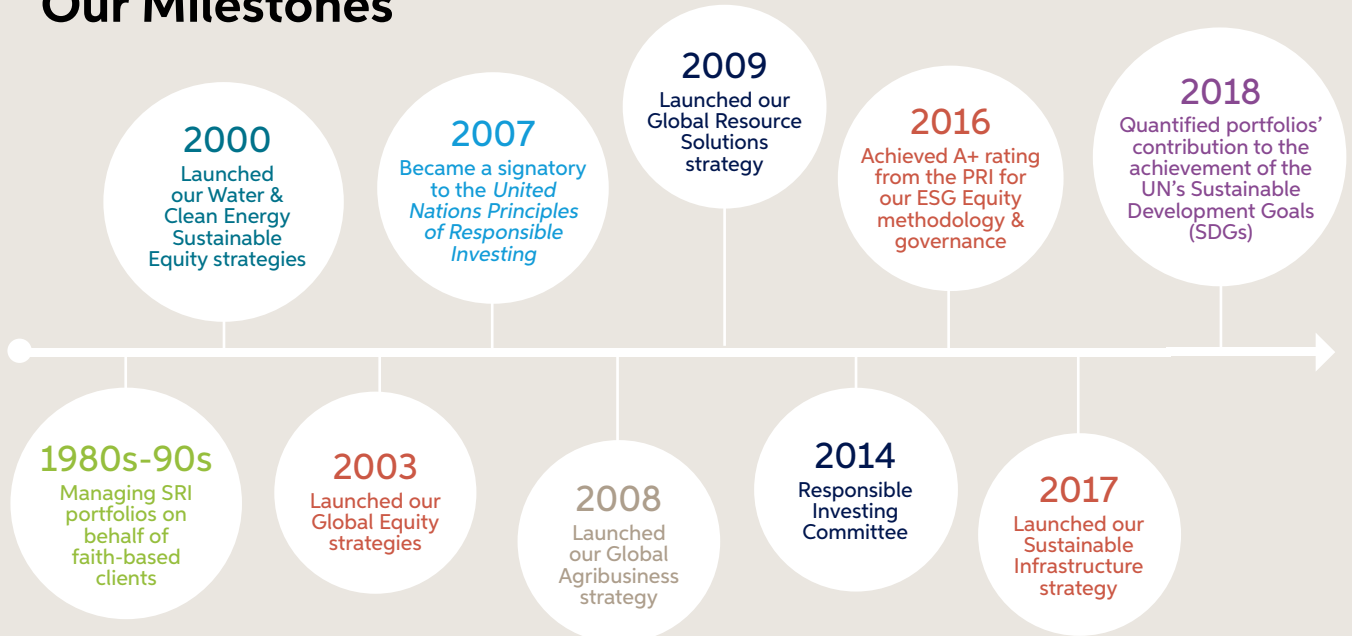 Our Milestones
2000
Launched
our Water &
Clean Energy
Sustainable
Equity strategies
2007
Became a signatory
to the United
Nations Principles
of Responsible
Investing
2009
Launched our
Global Resource
Solutions
strategy
2016
Achieved A+ rating
from the PRI for
our ESG Equity
methodology &
governance
2018
Quantified portfolios’
contribution to the
achievement of the
UN’s Sustainable
Development Goals
(SDGs)
1980s-90s
Managing SRI
portfolios on
behalf of
faith-based
clients
2003
Launched our
Global Equity
strategies
2008
Launched
our Global
Agribusiness
strategy
2014
Responsible
Investing
Committee
2017
Launched our
Sustainable
Infrastructure
strategy